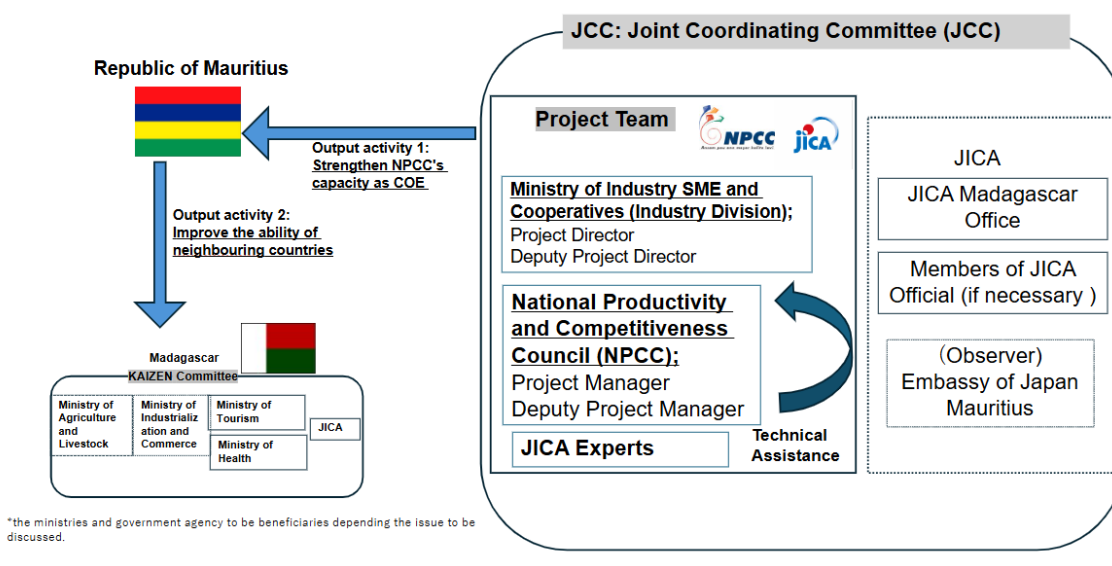 JCC: Joint Coordinating Committee (JCC)
Republic of Mauritius
Output activity 1:
Strengthen NPCC's
capacity as COE
Output activity 2:
Improve the ability of
neighbouring countries
Madagascar
KAIZEN Committee
Ministry of
Agriculture
and
Livestock
Ministry of
Industrializ
ation and
Commerce
Ministry of
Tourism
Ministry of
Health
JICA
*the ministries and government agency to be beneficiaries depending the issue to be
discussed.
Project Team
NPCC
JICA
Ministry of Industry SME and
Cooperatives (Industry Division);
Project Director
Deputy Project Director
National Productivity
and Competitiveness
Council (NPCC);
Project Manager
Deputy Project Manager
JICA Experts
Technical
Assistance
JICA
JICA Madagascar
Office
Members of JICA
Official (if necessary )
（Observer)
Embassy of Japan
Mauritius